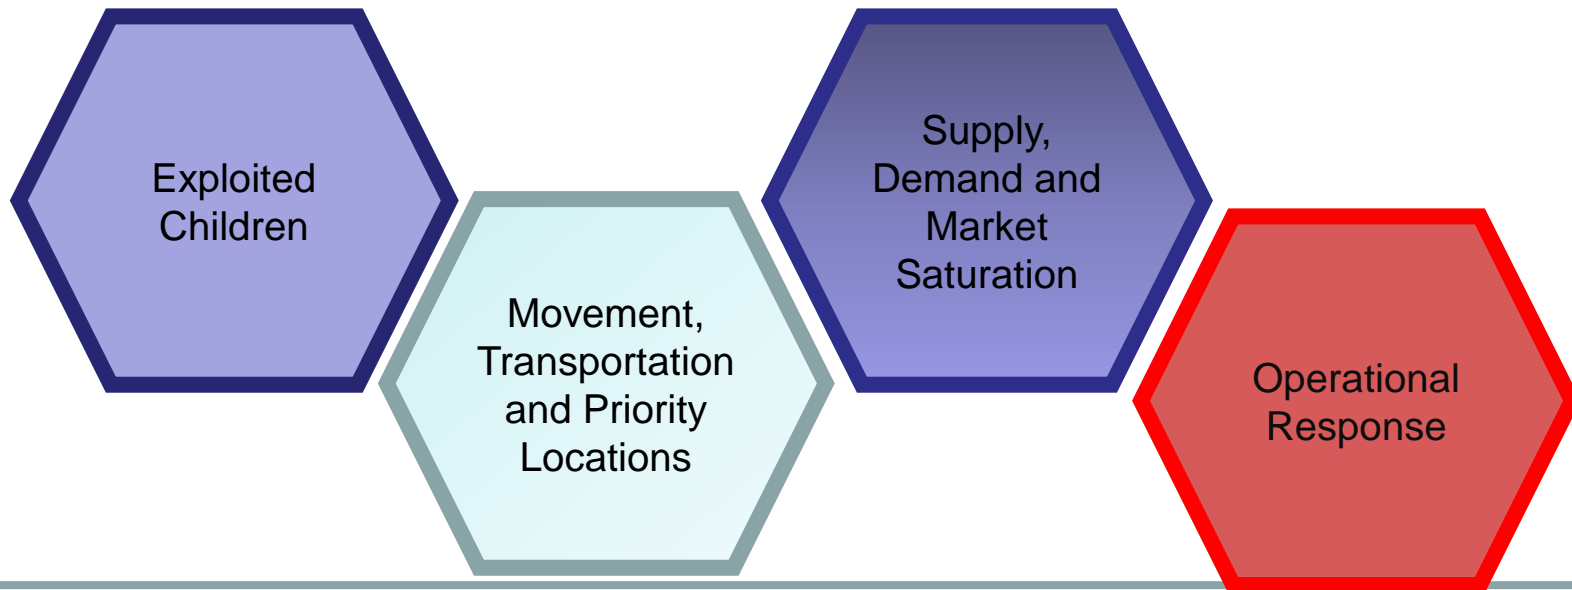 Exploited
Children
Movement,
Transportation
and Priority
Locations
Supply,
Demand and
Market
Saturation
Operational
Response